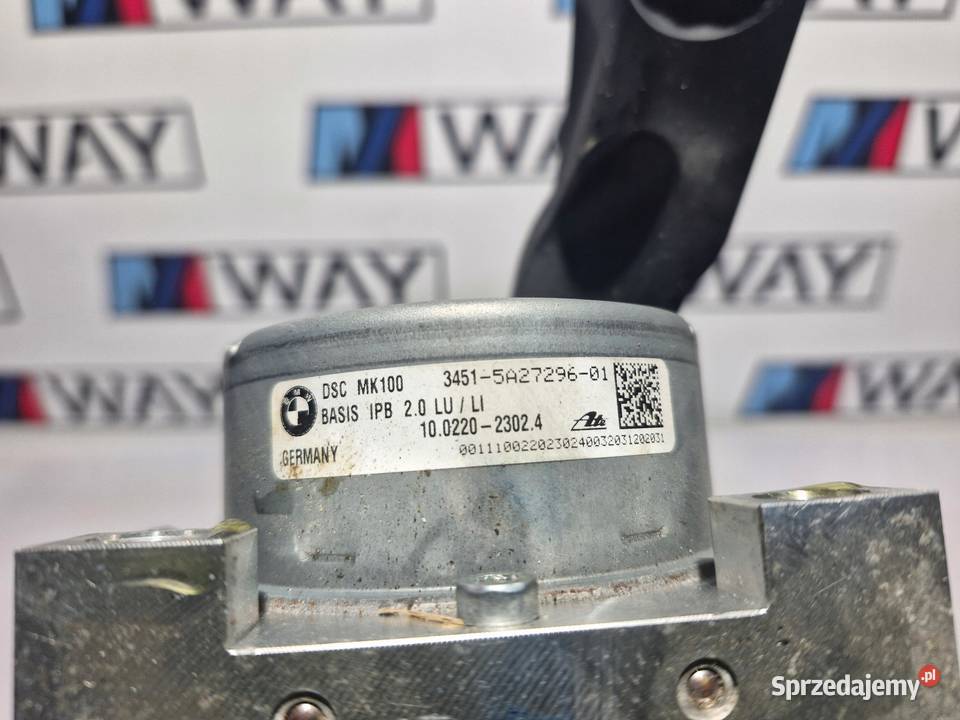 WAY
WAY
WAY
WAY
WAY
DSC MK100 3451-5A27296-01
BASIS IPB 2.0 LU/LI
10.0220-2302.4 Ate
GERMANY 0011100220230240032031202031
Sprzedajemy.pl